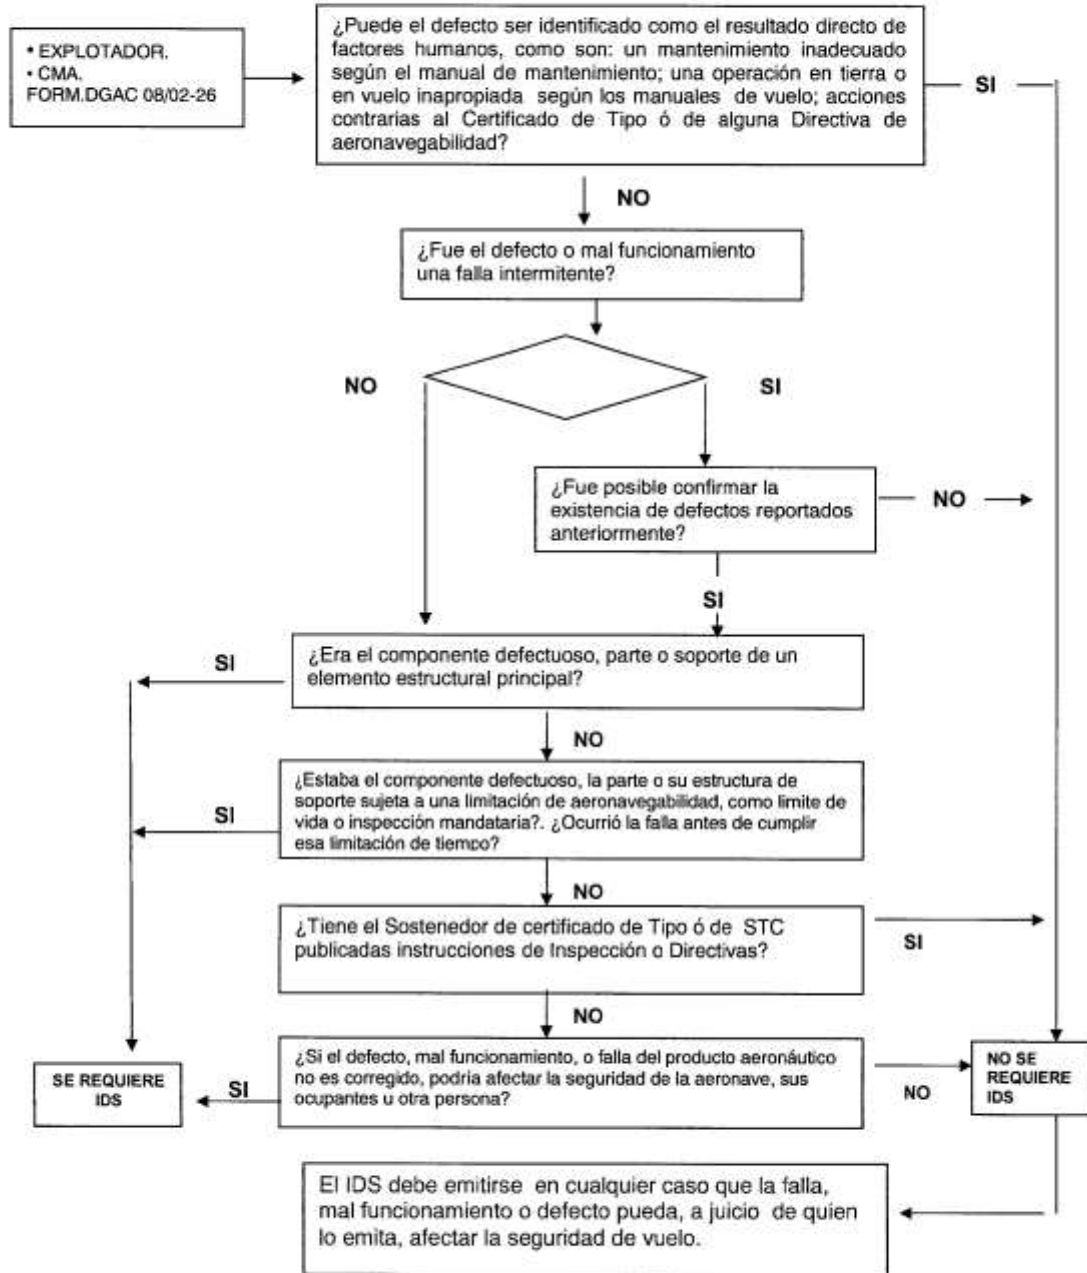 • EXPLOTADOR.
• CMA.
FORM.DGAC 08/02-26
¿Puede el defecto ser identificado como el resultado directo de
factores humanos, como son: un mantenimiento inadecuado
según el manual de mantenimiento; una operación en tierra o
en vuelo inapropiada según los manuales de vuelo; acciones
contrarias al Certificado de Tipo ó de alguna Directiva de
aeronavegabilidad?
SI
NO
¿Fue el defecto o mal funcionamiento
una falla intermitente?
NO
SI
¿Fue posible confirmar la
existencia de defectos reportados
anteriormente?
NO
SI
¿Era el componente defectuoso, parte o soporte de un
elemento estructural principal?
SI
NO
¿Estaba el componente defectuoso, la parte o su estructura de
soporte sujeta a una limitación de aeronavegabilidad, como limite de
vida o inspección mandataria?. ¿Ocurrió la falla antes de cumplir
esa limitación de tiempo?
SI
NO
¿Tiene el Sostenedor de certificado de Tipo ó de STC
publicadas instrucciones de Inspección o Directivas?
SI
NO
¿Si el defecto, mal funcionamiento, o falla del producto aeronáutico
no es corregido, podría afectar la seguridad de la aeronave, sus
ocupantes u otra persona?
SI
NO
SE REQUIERE
IDS
NO SE
REQUIERE
IDS
El IDS debe emitirse en cualquier caso que la falla,
mal funcionamiento o defecto pueda, a juicio de quien
lo emita, afectar la seguridad de vuelo.